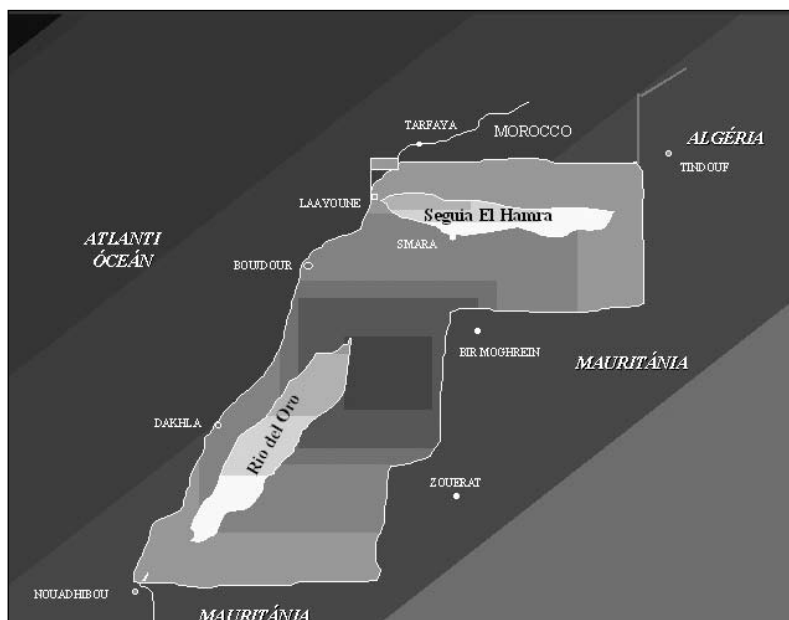 TARFAYA
MOROCCO
ALGÉRIA
TINDOUF
LAAYOUNE
Seguia El Hamra
SMARA
ATLANTI
ÓCEÁN
BOUJDOUR
BIR MOGHREIN
MAURITÁNIA
DAKHLA
Rio del Oro
ZOUERAT
NOUADHIBOU
MAURITÁNIA